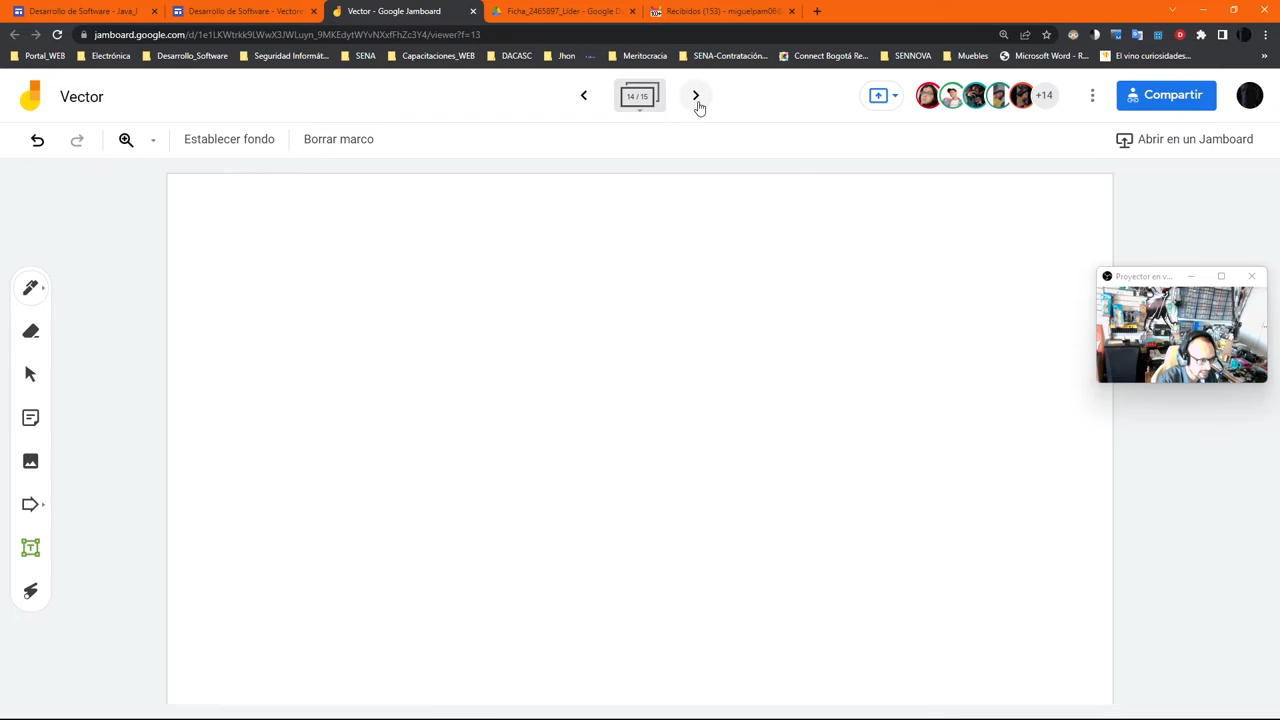 Desarrollo de Software - Java_I
Desarrollo de Software - Vectore
Vector - Google Jamboard
Ficha_2465897_Líder - Google D
Recibidos (153) - miguelpam06@
jamboard.google.com/d/1e1LKWtrkk9LWwX3JWLuyn_9MKEdytWYvNXxfFhZc3Y4/viewer?f=13
Portal_WEB
Electrónica
Desarrollo_Software
Seguridad Informát...
SENA
Capacitaciones_WEB
DACASC
Jhon
Meritocracia
SENA-Contratación...
Connect Bogotá Re...
SENNOVA
Muebles
Microsoft Word - R...
El vino curiosidades...
Vector
14 / 15
+14
Compartir
Establecer fondo
Borrar marco
Abrir en un Jamboard
Proyector en v...